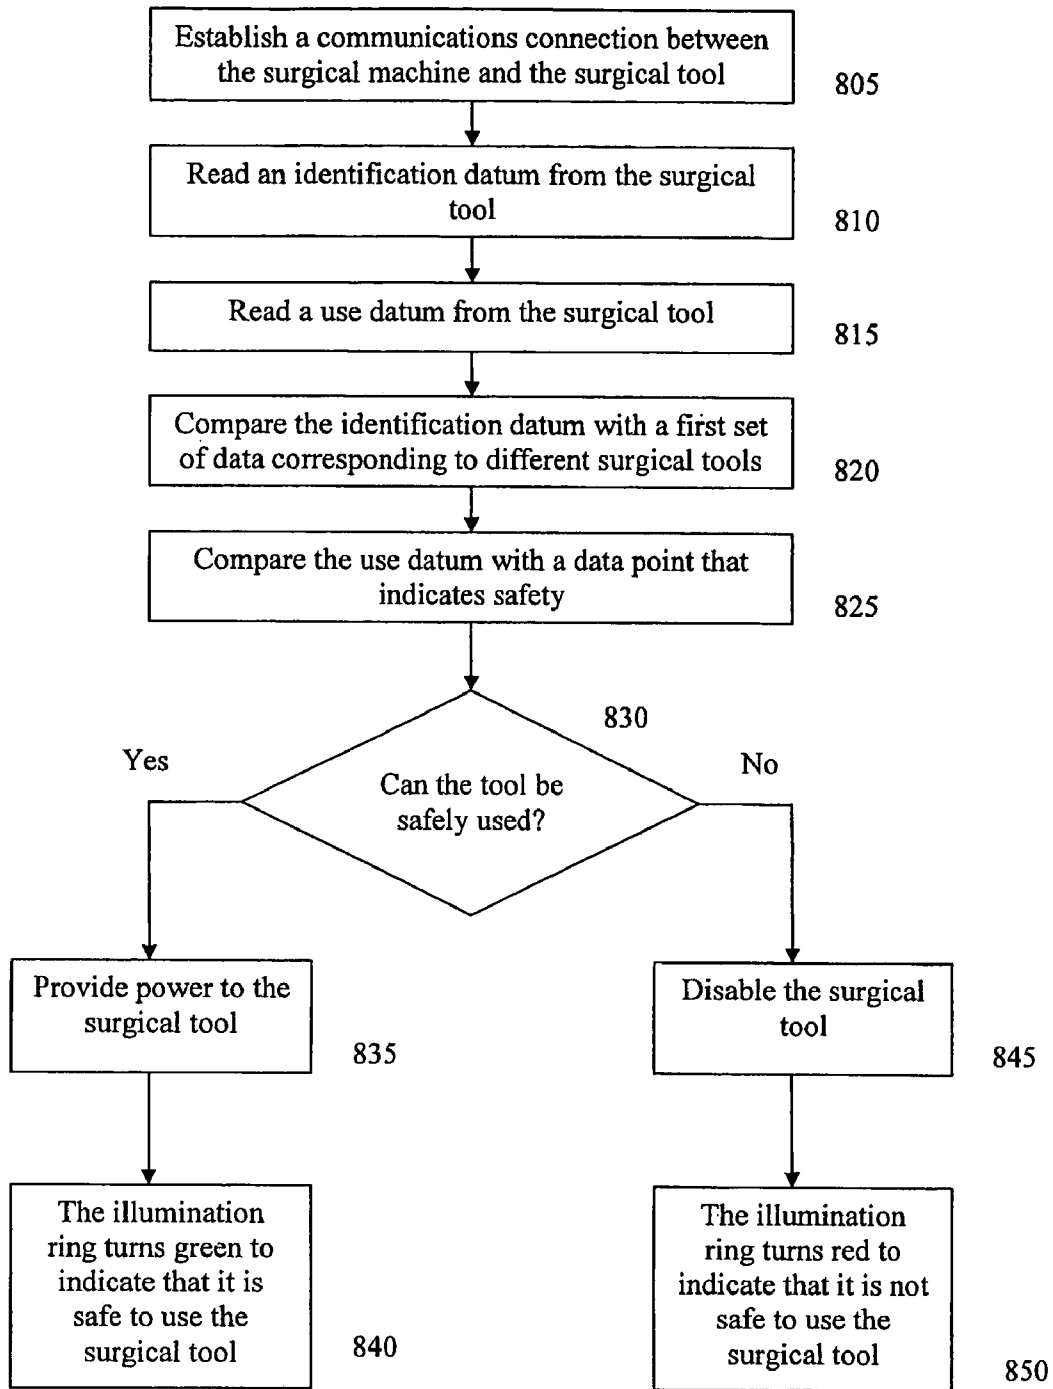 Establish a communications connection between
the surgical machine and the surgical tool
805
Read an identification datum from the surgical
tool
810
Read a use datum from the surgical tool
815
Compare the identification datum with a first set
of data corresponding to different surgical tools
820
Compare the use datum with a data point that
indicates safety
825
830
Yes
No
Can the tool be
safely used?
Provide power to the
surgical tool
835
Disable the surgical
tool
845
The illumination
ring turns green to
indicate that it is
safe to use the
surgical tool
840
The illumination
ring turns red to
indicate that it is not
safe to use the
surgical tool
850